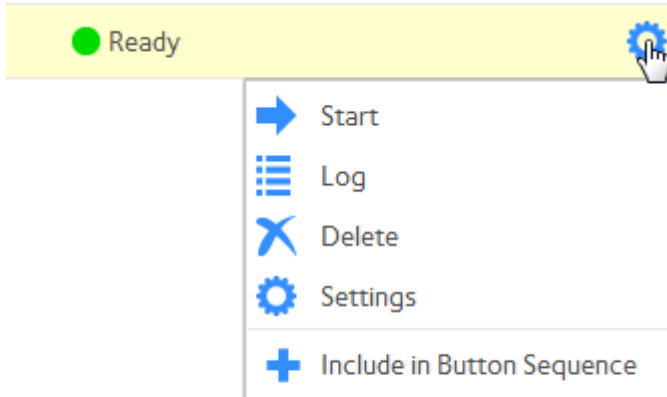 Ready
Start
Log
Delete
Settings
Include in Button Sequence